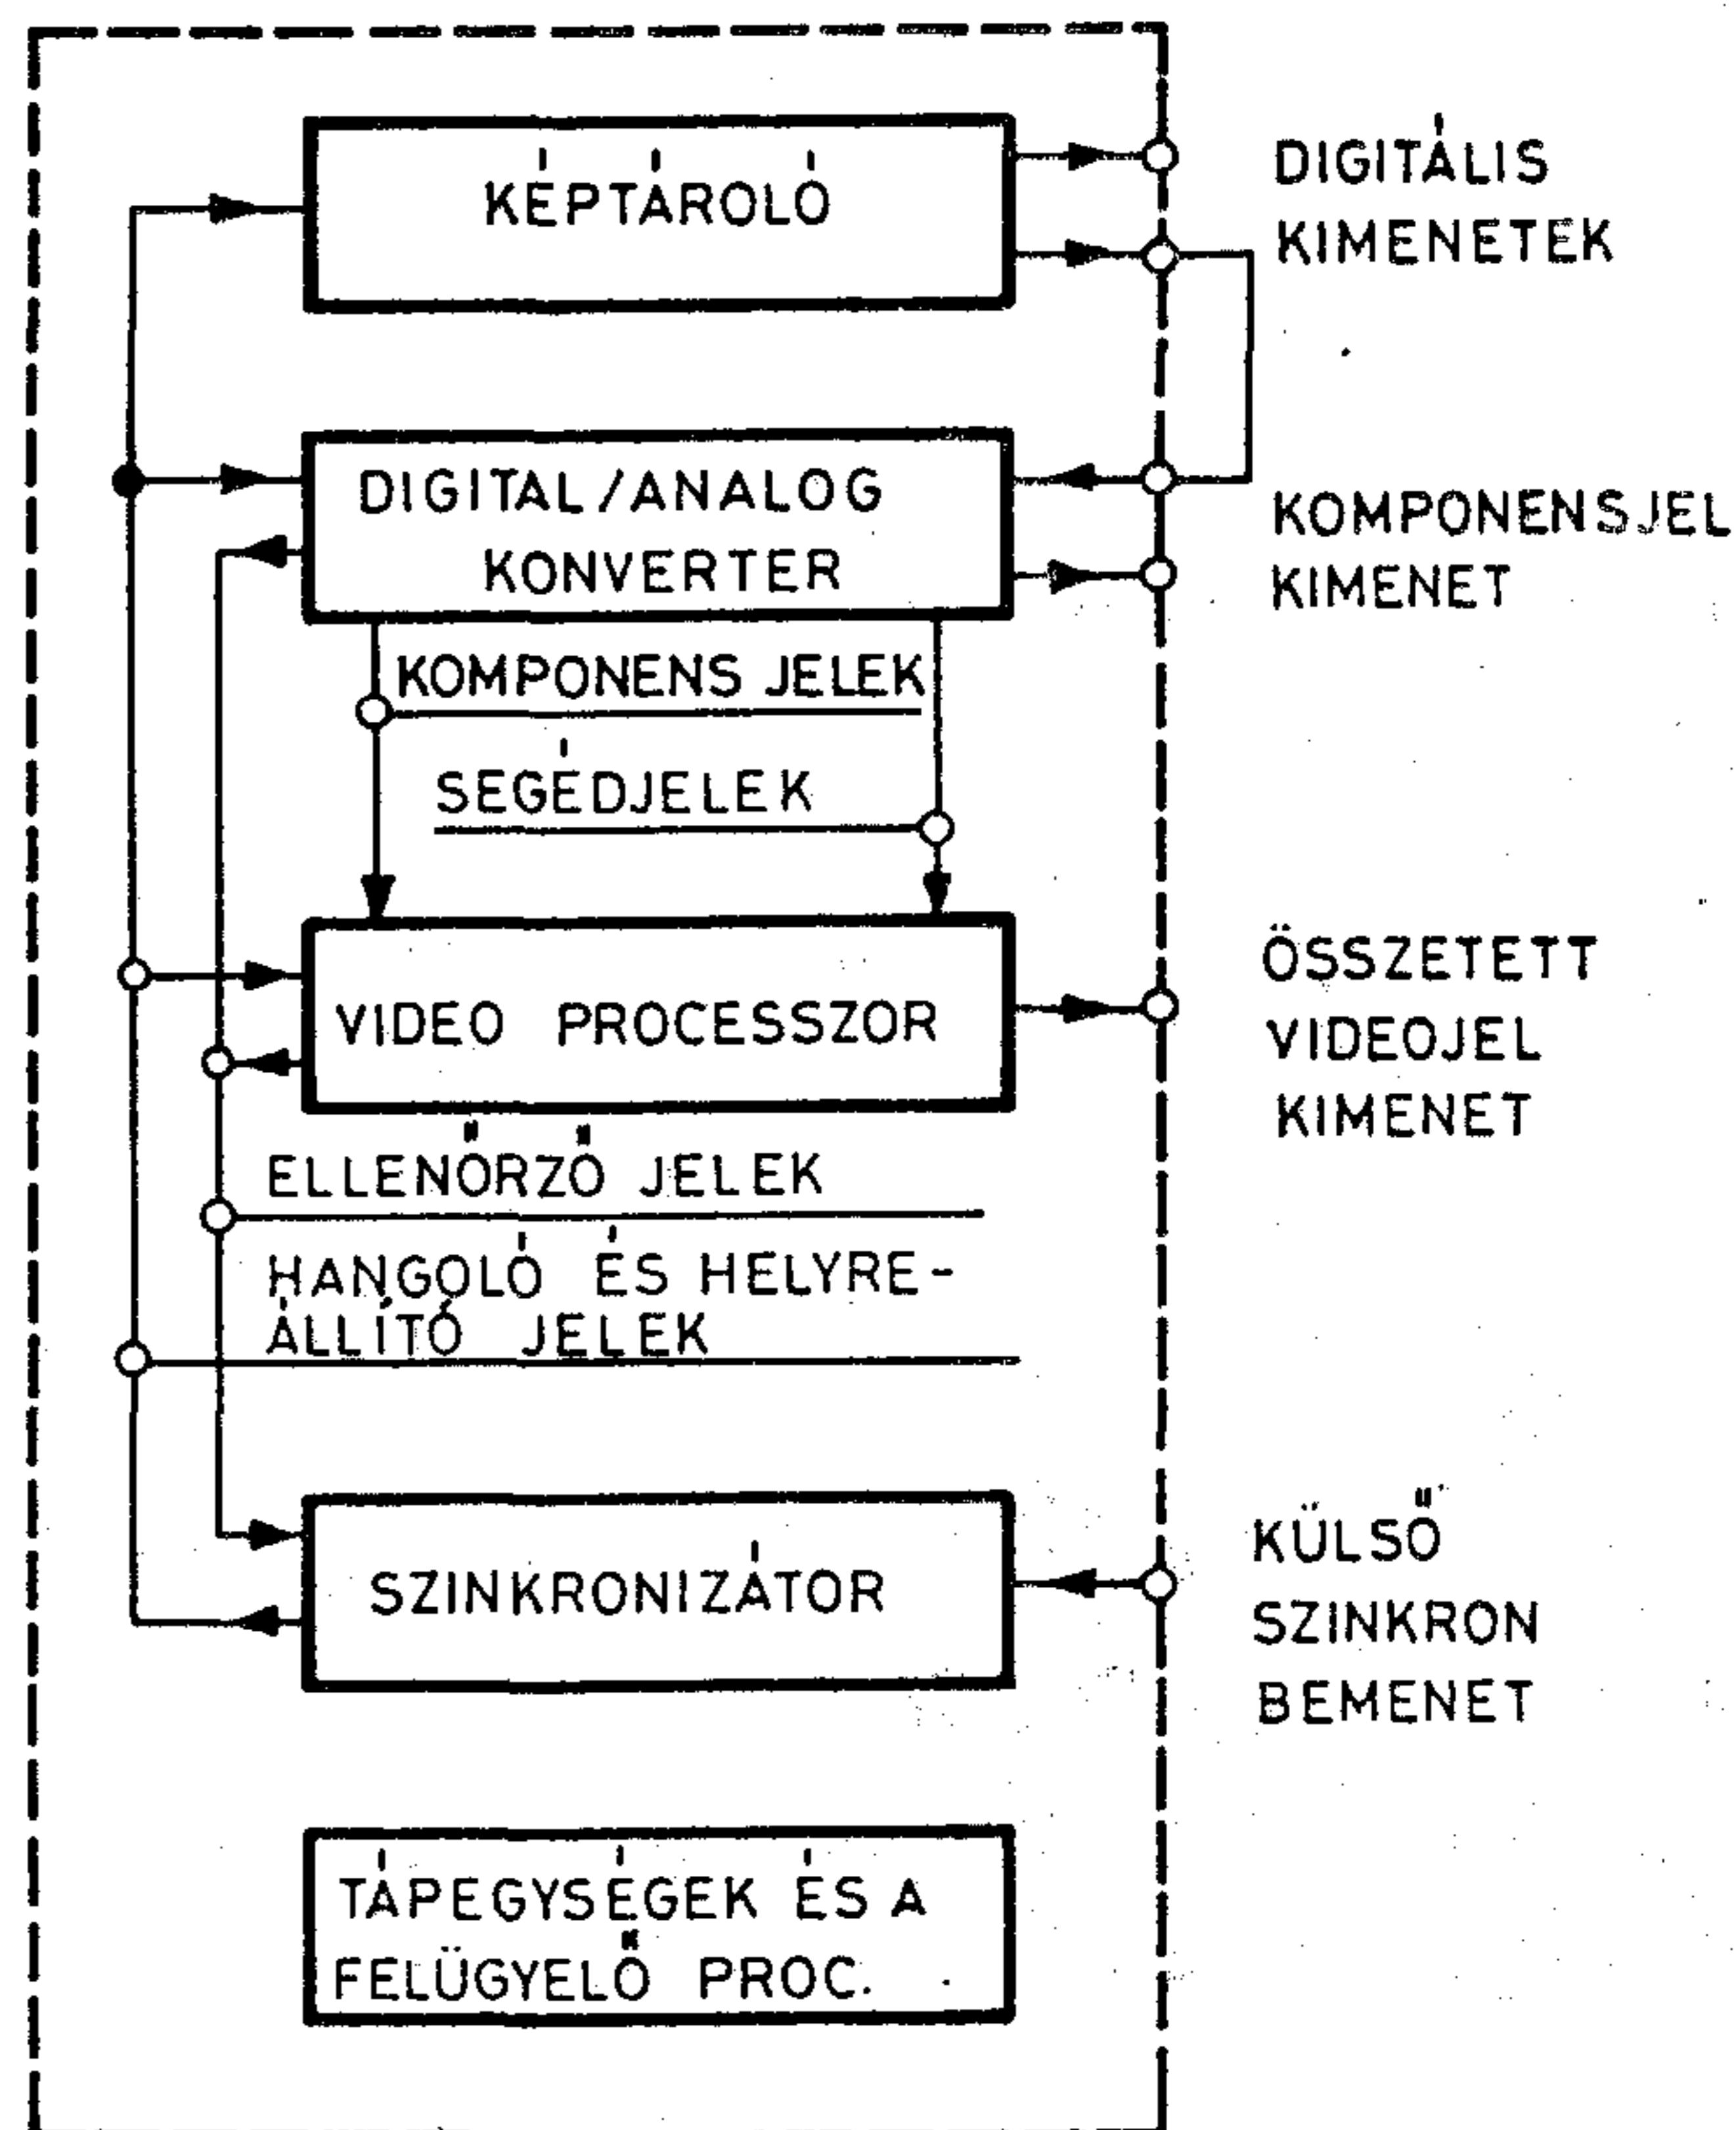 KÉPTÁROLÓ
DIGITÁLIS
KIMENETEK
DIGITAL/ANALOG
KONVERTER
KOMPONENSJEL
KIMENET
KOMPONENS JELEK
SEGÉDJELEK
VIDEO PROCESSZOR
ÖSSZETETT
VIDEOJEL
KIMENET
ELLENŐRZŐ JELEK
HANGOLÓ ÉS HELYRE-
ÁLLÍTÓ JELEK
SZINKRONIZÁTOR
KÜLSŐ
SZINKRON
BEMENET
TÁPEGYSÉGEK ÉS A
FELÜGYELŐ PROC.